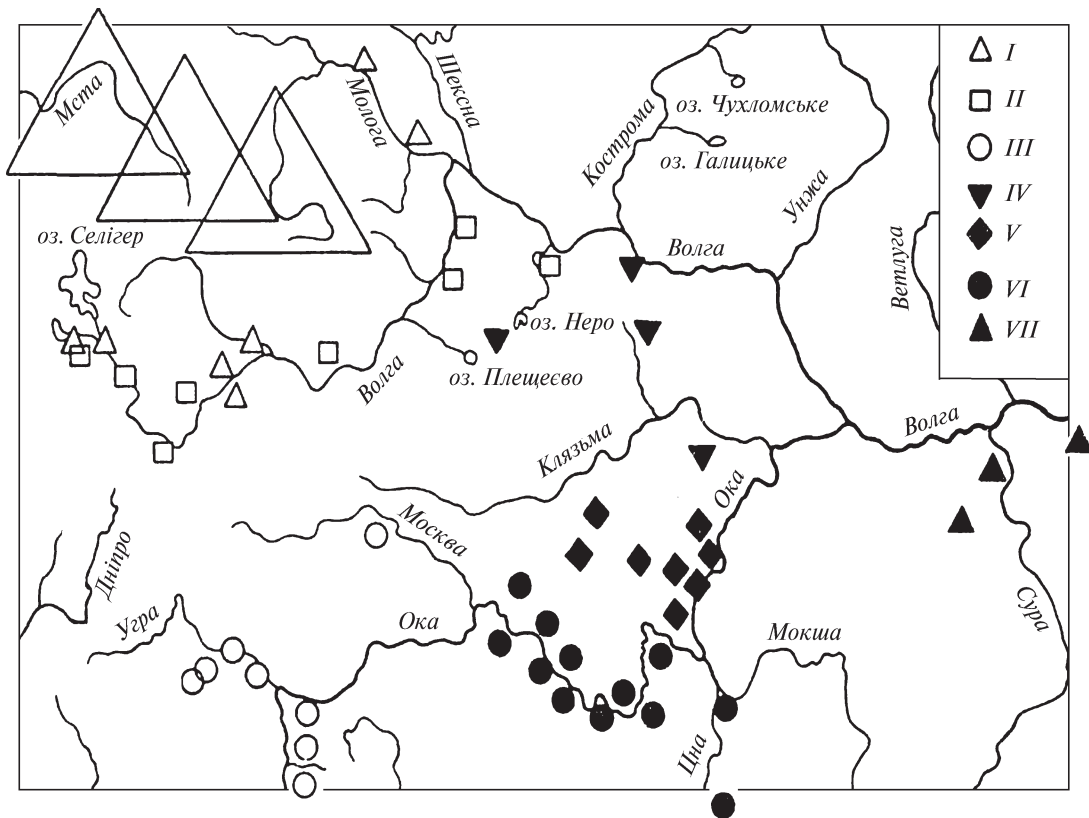 Мста
Молога
Шексна
Кострома
оз. Чухломське
оз. Галицьке
Унжа
Ветлуга
I
II
III
IV
V
VI
VII
оз. Селігер
Волга
оз. Неро
оз. Плещеєво
Волга
Волга
Клязьма
Ока
Москва
Дніпро
Угра
Ока
Мокша
Сура
Цна